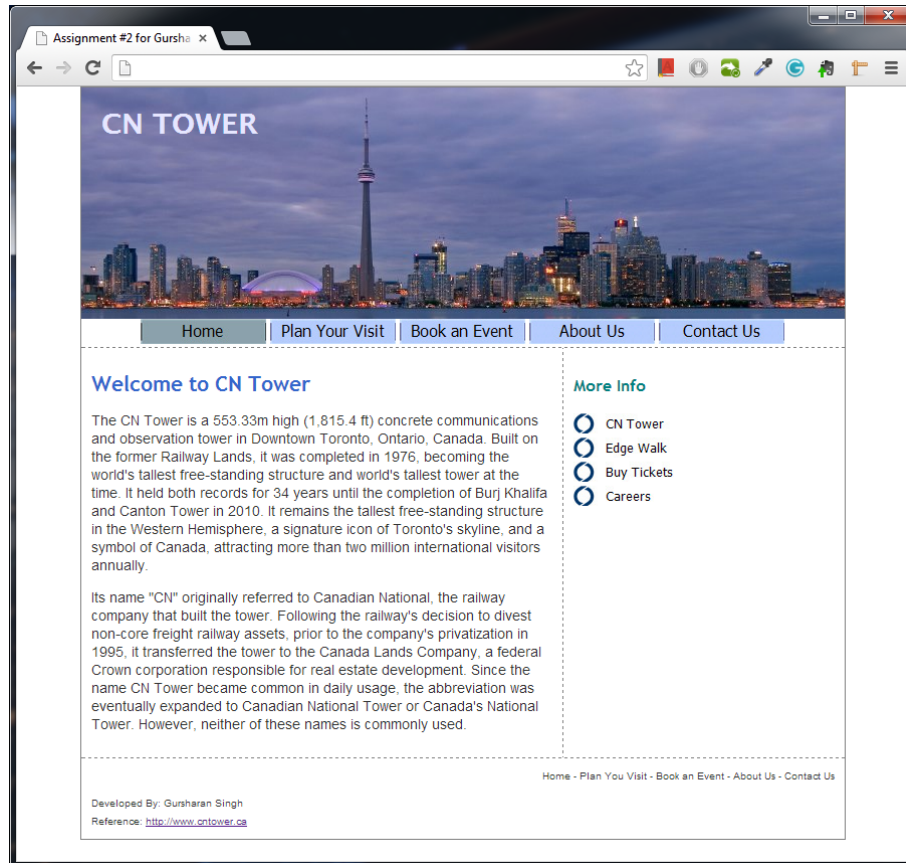 Assignment #2 for Gursha
CN TOWER
Home
Plan Your Visit
Book an Event
About Us
Contact Us
Welcome to CN Tower
The CN Tower is a 553.33m high (1,815.4 ft) concrete communications
and observation tower in Downtown Toronto, Ontario, Canada. Built on
the former Railway Lands, it was completed in 1976, becoming the
world's tallest free-standing structure and world's tallest tower at the
time. It held both records for 34 years until the completion of Burj Khalifa
and Canton Tower in 2010. It remains the tallest free-standing structure
in the Western Hemisphere, a signature icon of Toronto's skyline, and a
symbol of Canada, attracting more than two million international visitors
annually.
Its name "CN" originally referred to Canadian National, the railway
company that built the tower. Following the railway's decision to divest
non-core freight railway assets, prior to the company's privatization in
1995, it transferred the tower to the Canada Lands Company, a federal
Crown corporation responsible for real estate development. Since the
name CN Tower became common in daily usage, the abbreviation was
eventually expanded to Canadian National Tower or Canada's National
Tower. However, neither of these names is commonly used.
More Info
CN Tower
Edge Walk
Buy Tickets
Careers
Home - Plan You Visit - Book an Event - About Us - Contact Us
Developed By: Gursharan Singh
Reference: http://www.cntower.ca